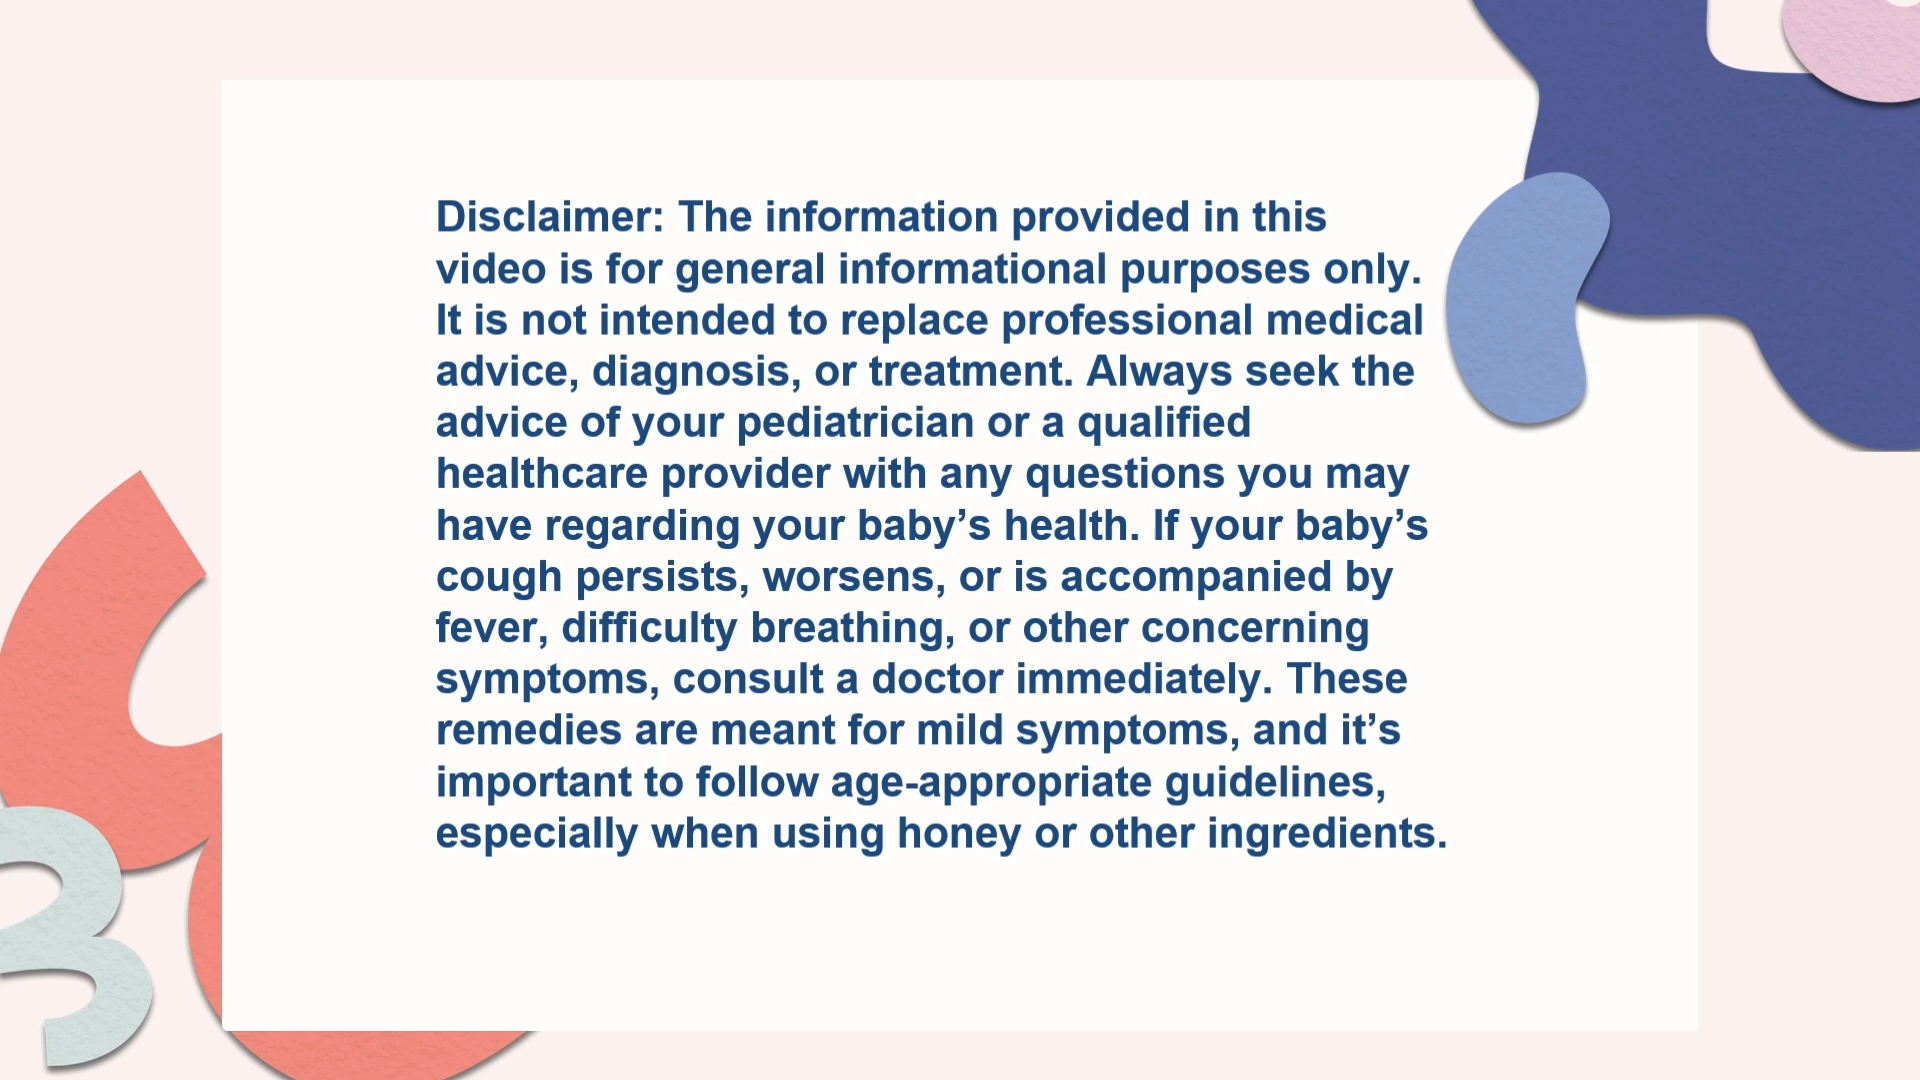 Disclaimer: The information provided in this
video is for general informational purposes only.
It is not intended to replace professional medical
advice, diagnosis, or treatment. Always seek the
advice of your pediatrician or a qualified
healthcare provider with any questions you may
have regarding your baby’s health. If your baby’s
cough persists, worsens, or is accompanied by
fever, difficulty breathing, or other concerning
symptoms, consult a doctor immediately. These
remedies are meant for mild symptoms, and it’s
important to follow age-appropriate guidelines,
especially when using honey or other ingredients.